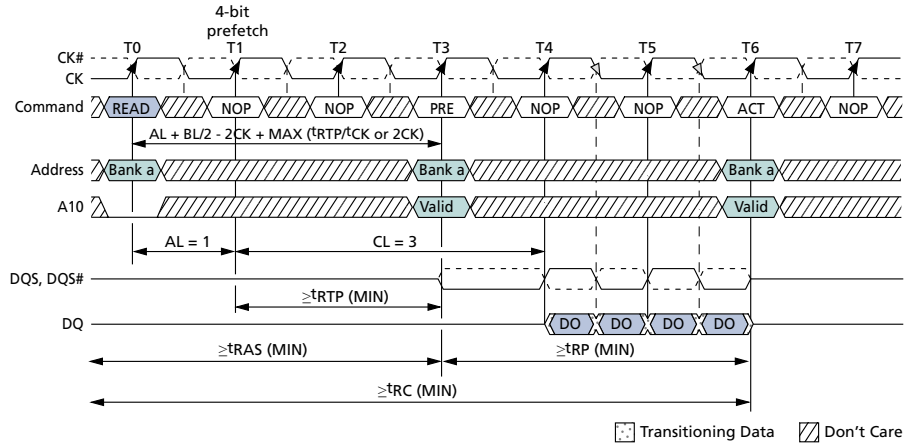 4-bit
prefetch
T0 T1 T2 T3 T4 T5 T6 T7
CK#
CK
Command READ NOP NOP PRE NOP NOP ACT NOP
AL + BL/2 - 2CK + MAX (tRTP/tCK or 2CK)
Address Bank a Bank a Bank a
A10 Valid Valid
AL = 1 CL = 3
DQS, DQS#
≥tRTP (MIN)
DQ DO DO DO DO
≥tRAS (MIN) ≥tRP (MIN)
≥tRC (MIN)
Transitioning Data Don't Care